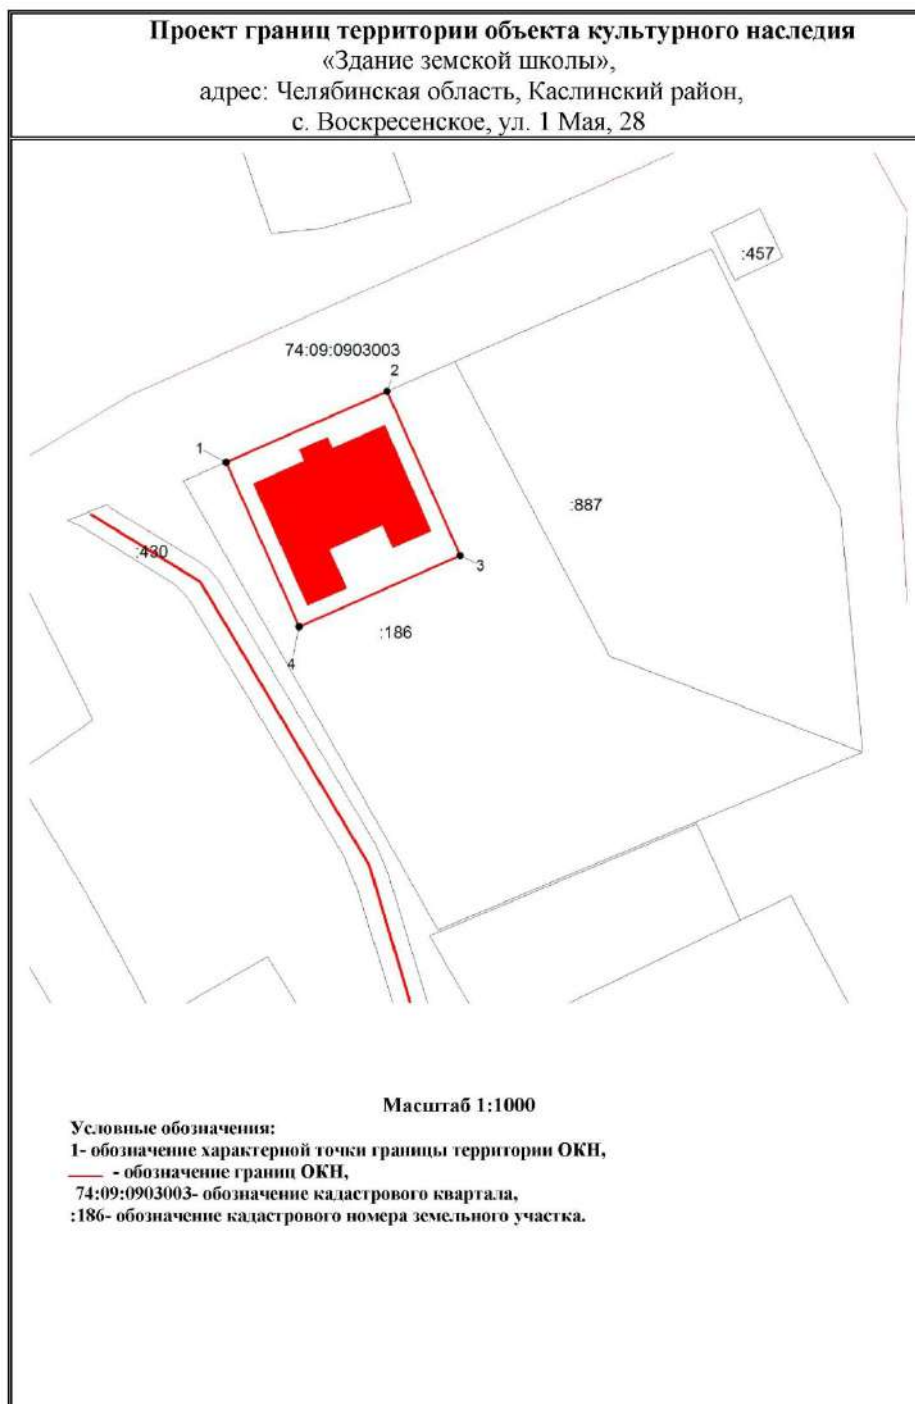 Проект границ территории объекта культурного наследия
«Здание земской школы»,
адрес: Челябинская область, Каслинский район,
с. Воскресенское, ул. 1 Мая, 28
:457
74:09:0903003
2
1
:887
:430
3
:186
4
Масштаб 1:1000
Условные обозначения:
1- обозначение характерной точки границы территории ОКН,
- обозначение границ ОКН,
74:09:0903003- обозначение кадастрового квартала,
:186- обозначение кадастрового номера земельного участка.